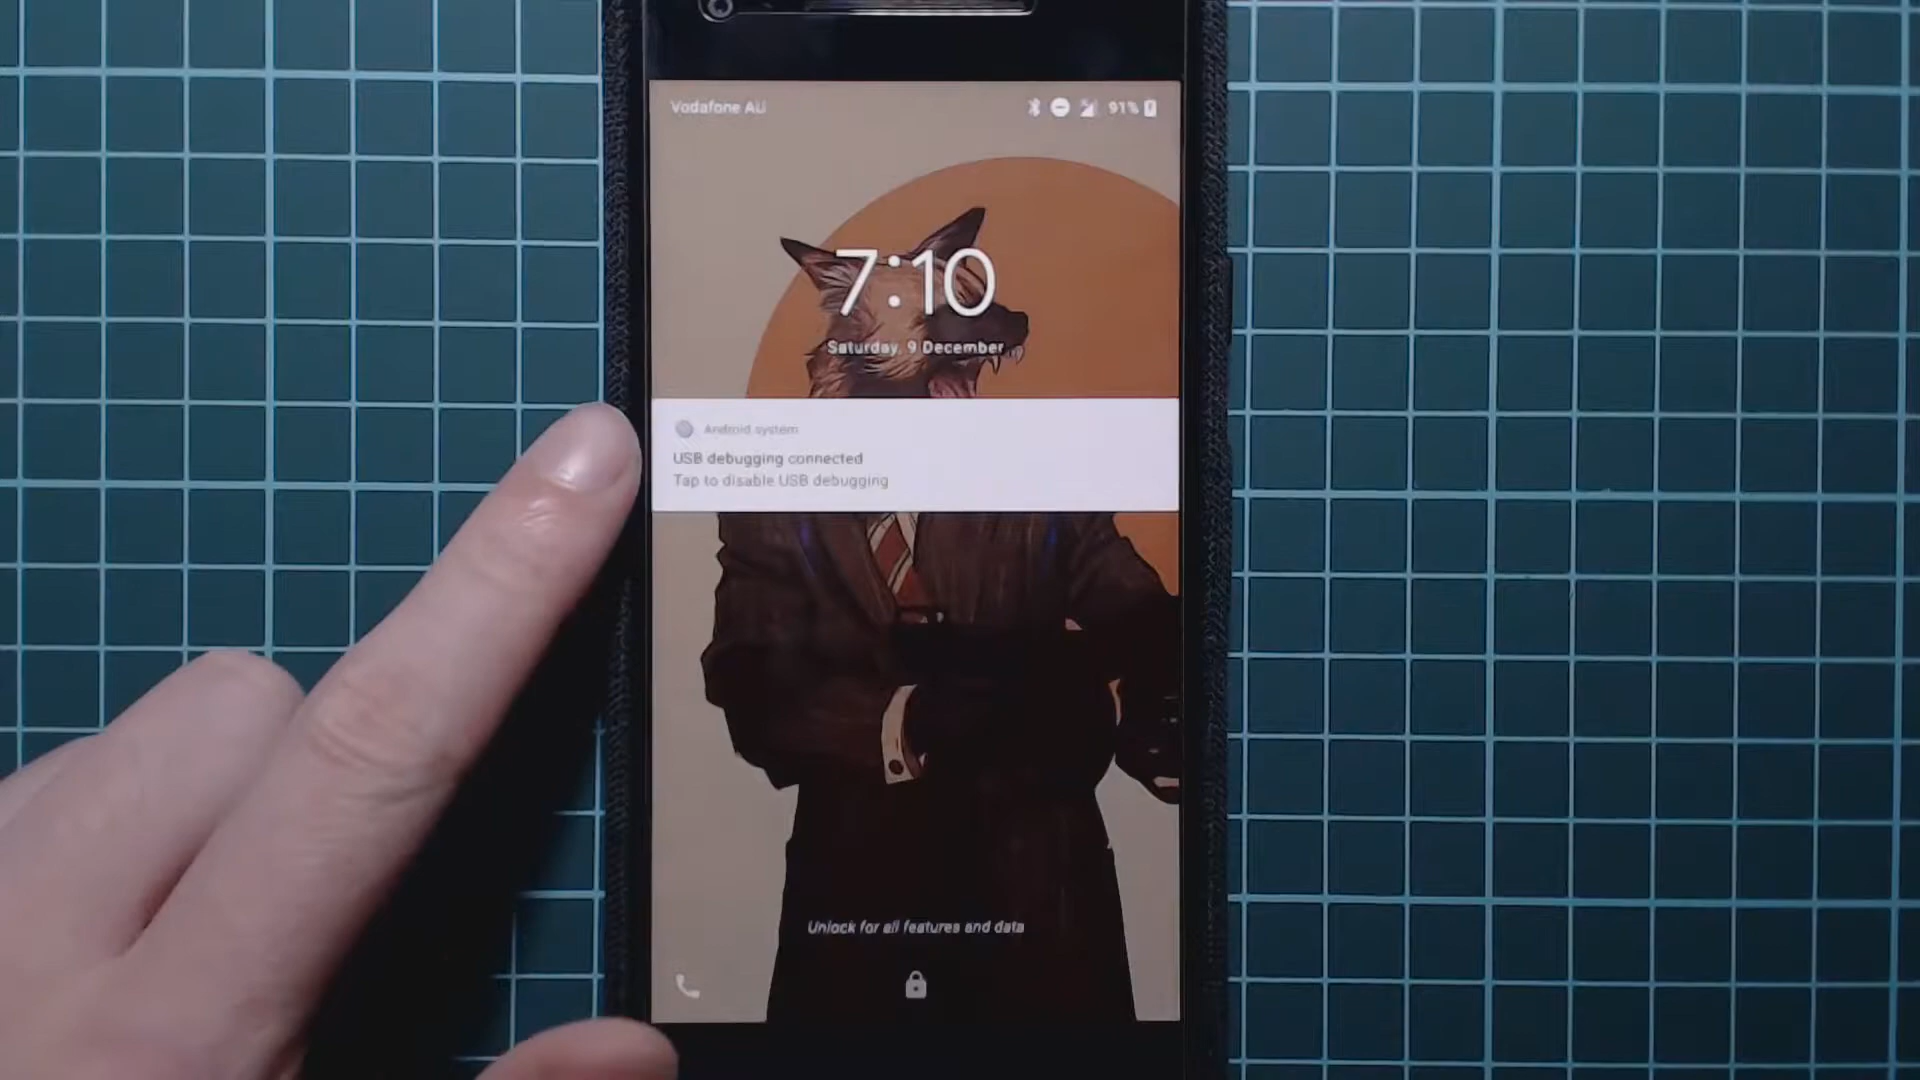 Vodafone AU
91%
7:10
Saturday, 9 December
Android system
USB debugging connected
Tap to disable USB debugging
Unlock for all features and data